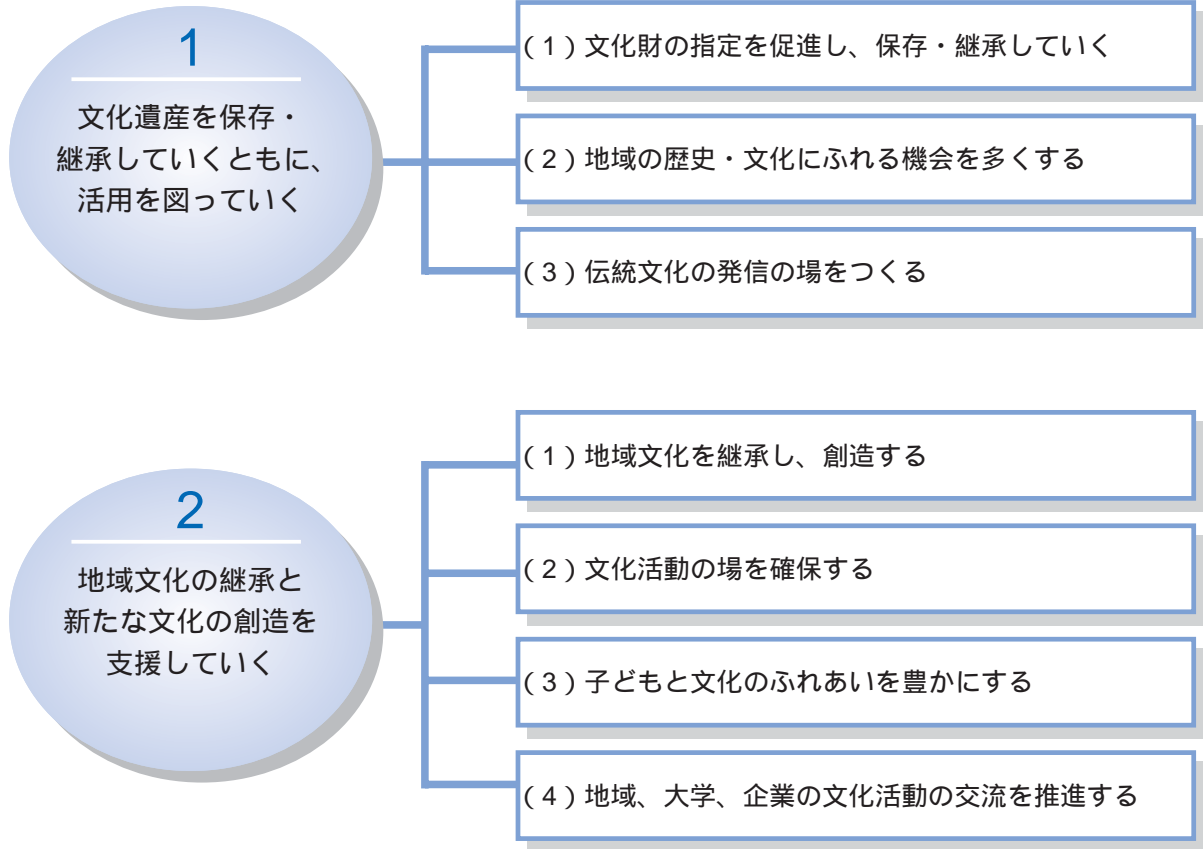 1
文化遺産を保存・
継承していくともに、
活用を図っていく
(1)文化財の指定を促進し、保存・継承していく
(2)地域の歴史・文化にふれる機会を多くする
(3)伝統文化の発信の場をつくる
2
地域文化の継承と
新たな文化の創造を
支援していく
(1)地域文化を継承し、創造する
(2)文化活動の場を確保する
(3)子どもと文化のふれあいを豊かにする
(4)地域、大学、企業の文化活動の交流を推進する